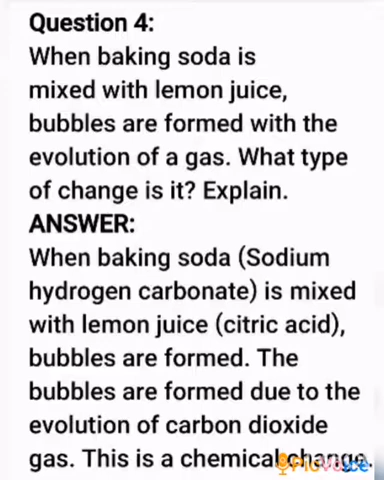 Question 4:
When baking soda is
mixed with lemon juice,
bubbles are formed with the
evolution of a gas. What type
of change is it? Explain.
ANSWER:
When baking soda (Sodium
hydrogen carbonate) is mixed
with lemon juice (citric acid),
bubbles are formed. The
bubbles are formed due to the
evolution of carbon dioxide
gas. This is a chemical change.